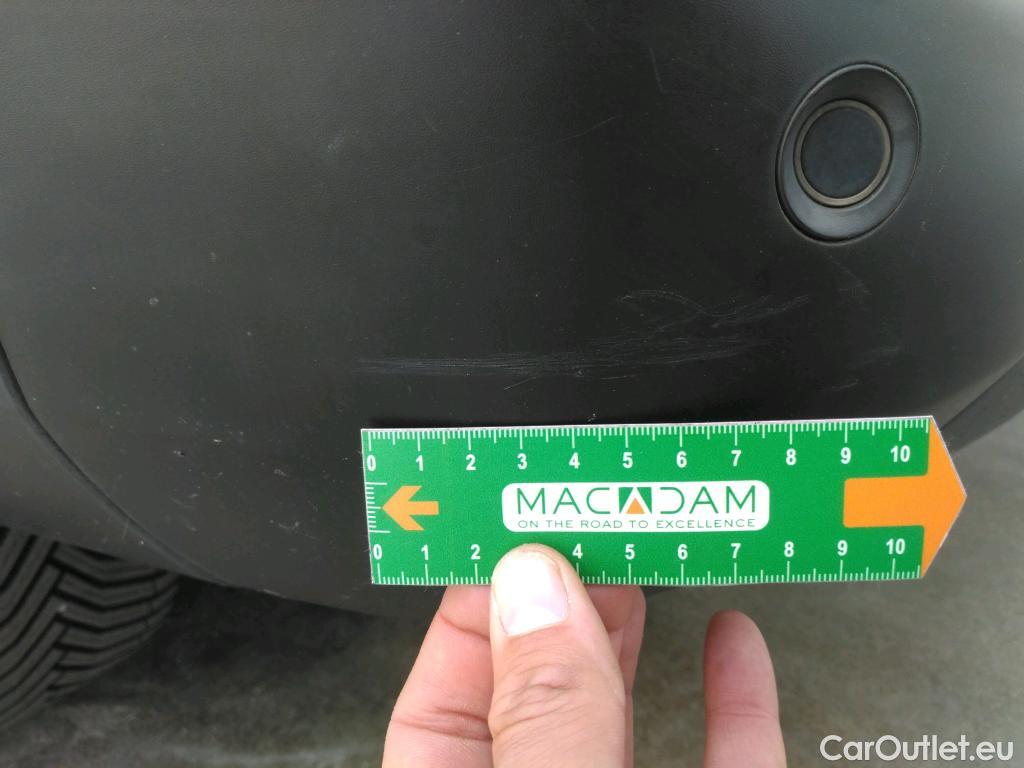 0 1 2 3 4 5 6 7 8 9 10
MACADAM
ON THE ROAD TO EXCELLENCE
0 1 2 4 5 6 7 8 9 10
CarOutlet.eu